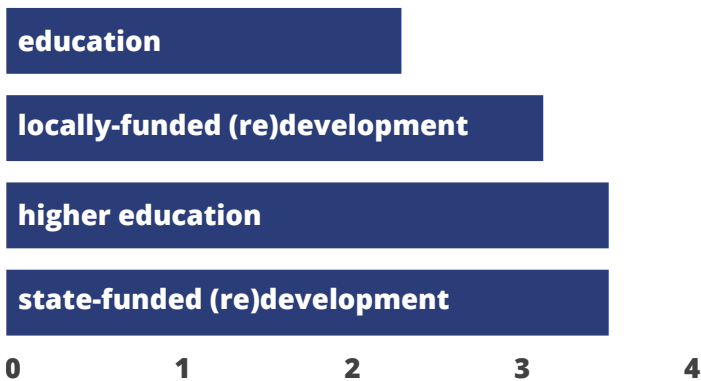 education
locally-funded (re)development
higher education
state-funded (re)development
0 1 2 3 4